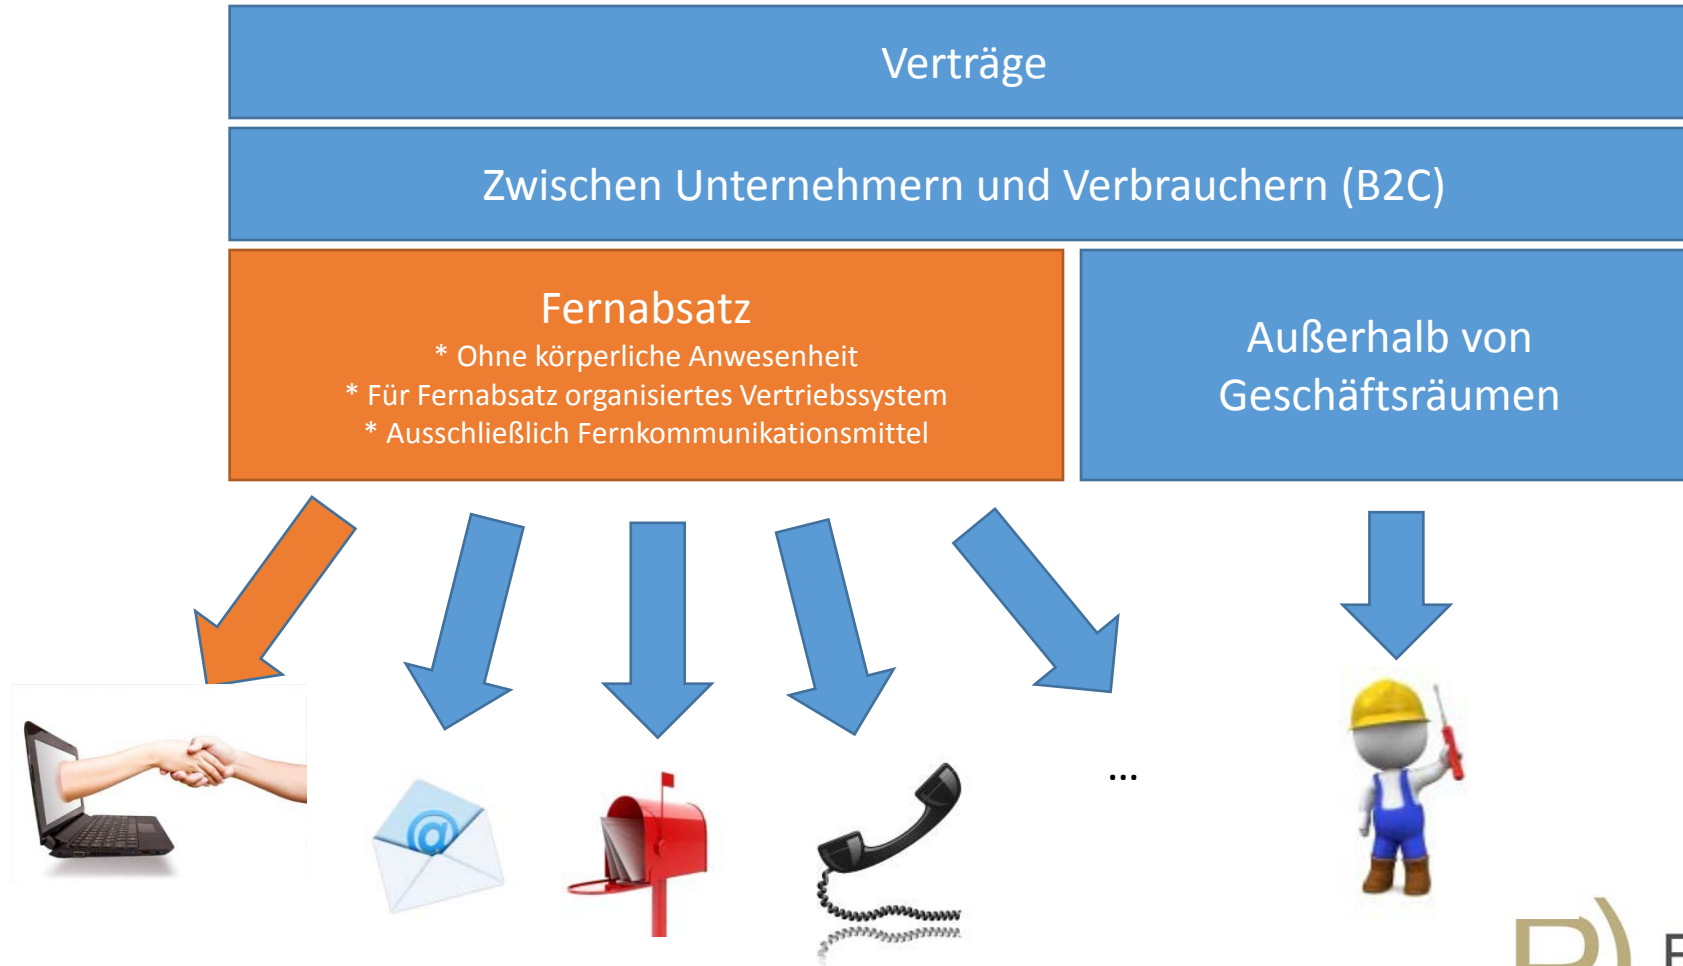 Verträge
Zwischen Unternehmern und Verbrauchern (B2C)
Fernabsatz
* Ohne körperliche Anwesenheit
* Für Fernabsatz organisiertes Vertriebssystem
* Ausschließlich Fernkommunikationsmittel
Außerhalb von
Geschäftsräumen
@
...